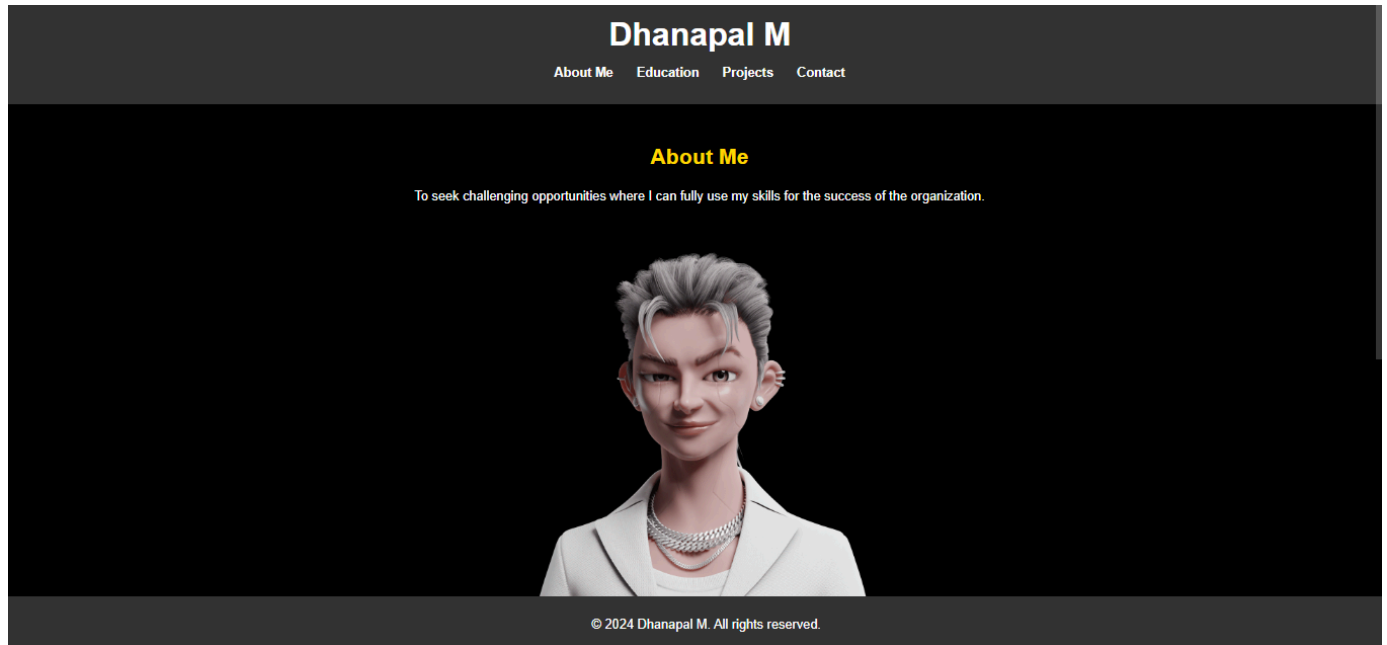 Dhanapal M
About Me Education Projects Contact
About Me
To seek challenging opportunities where I can fully use my skills for the success of the organization.
© 2024 Dhanapal M. All rights reserved.